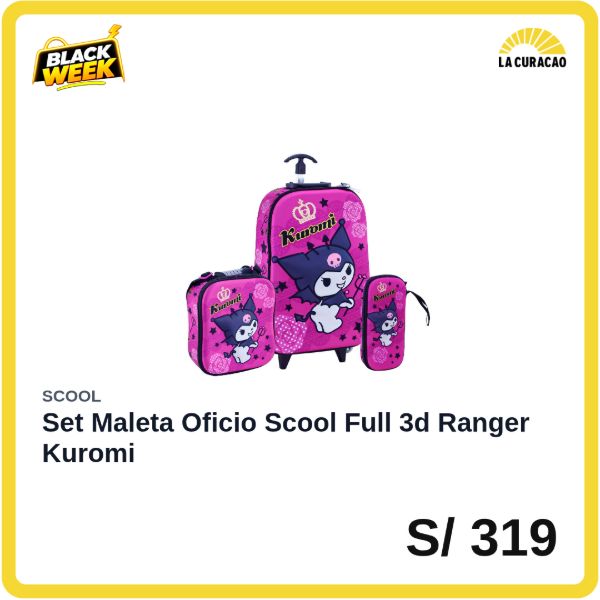 BLACK
WEEK
LA CURACAO
Kuromi
Kuromi
Kuromi
SCOOL
Set Maleta Oficio Scool Full 3d Ranger
Kuromi
S/ 319